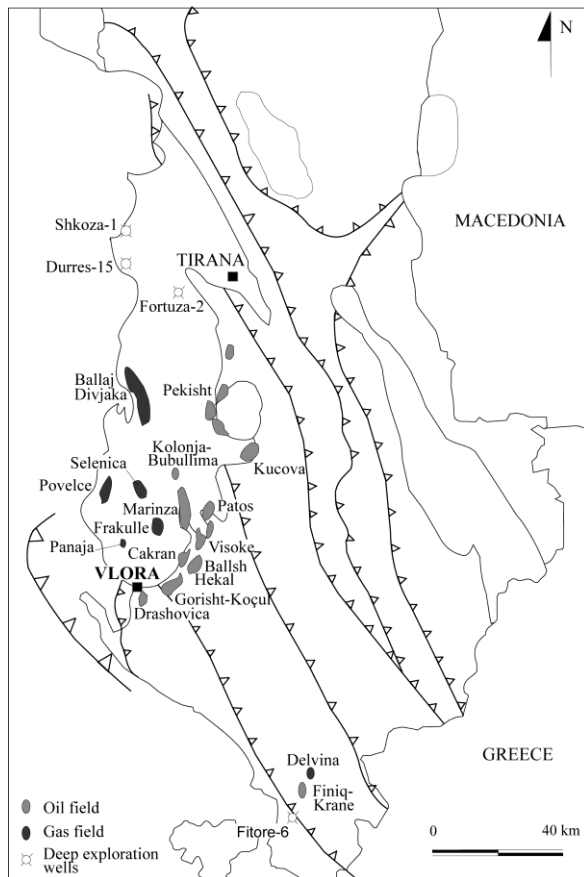 N
MACEDONIA
Shkoza-1
TIRANA
Durres-15
Fortuza-2
Ballaj
Divjaka
Pekisht
Kolonja-
Bubullima
Selenica
Kucova
Povelce
Marinza
Patos
Frakulle
Panaja
Cakran
Visoke
VLORA
Ballsh
Hekal
Gorisht-Koçul
Drashovica
GREECE
Delvina
Finiq-
Krane
Fitore-6
Oil field
Gas field
Deep exploration
wells
0
40 km